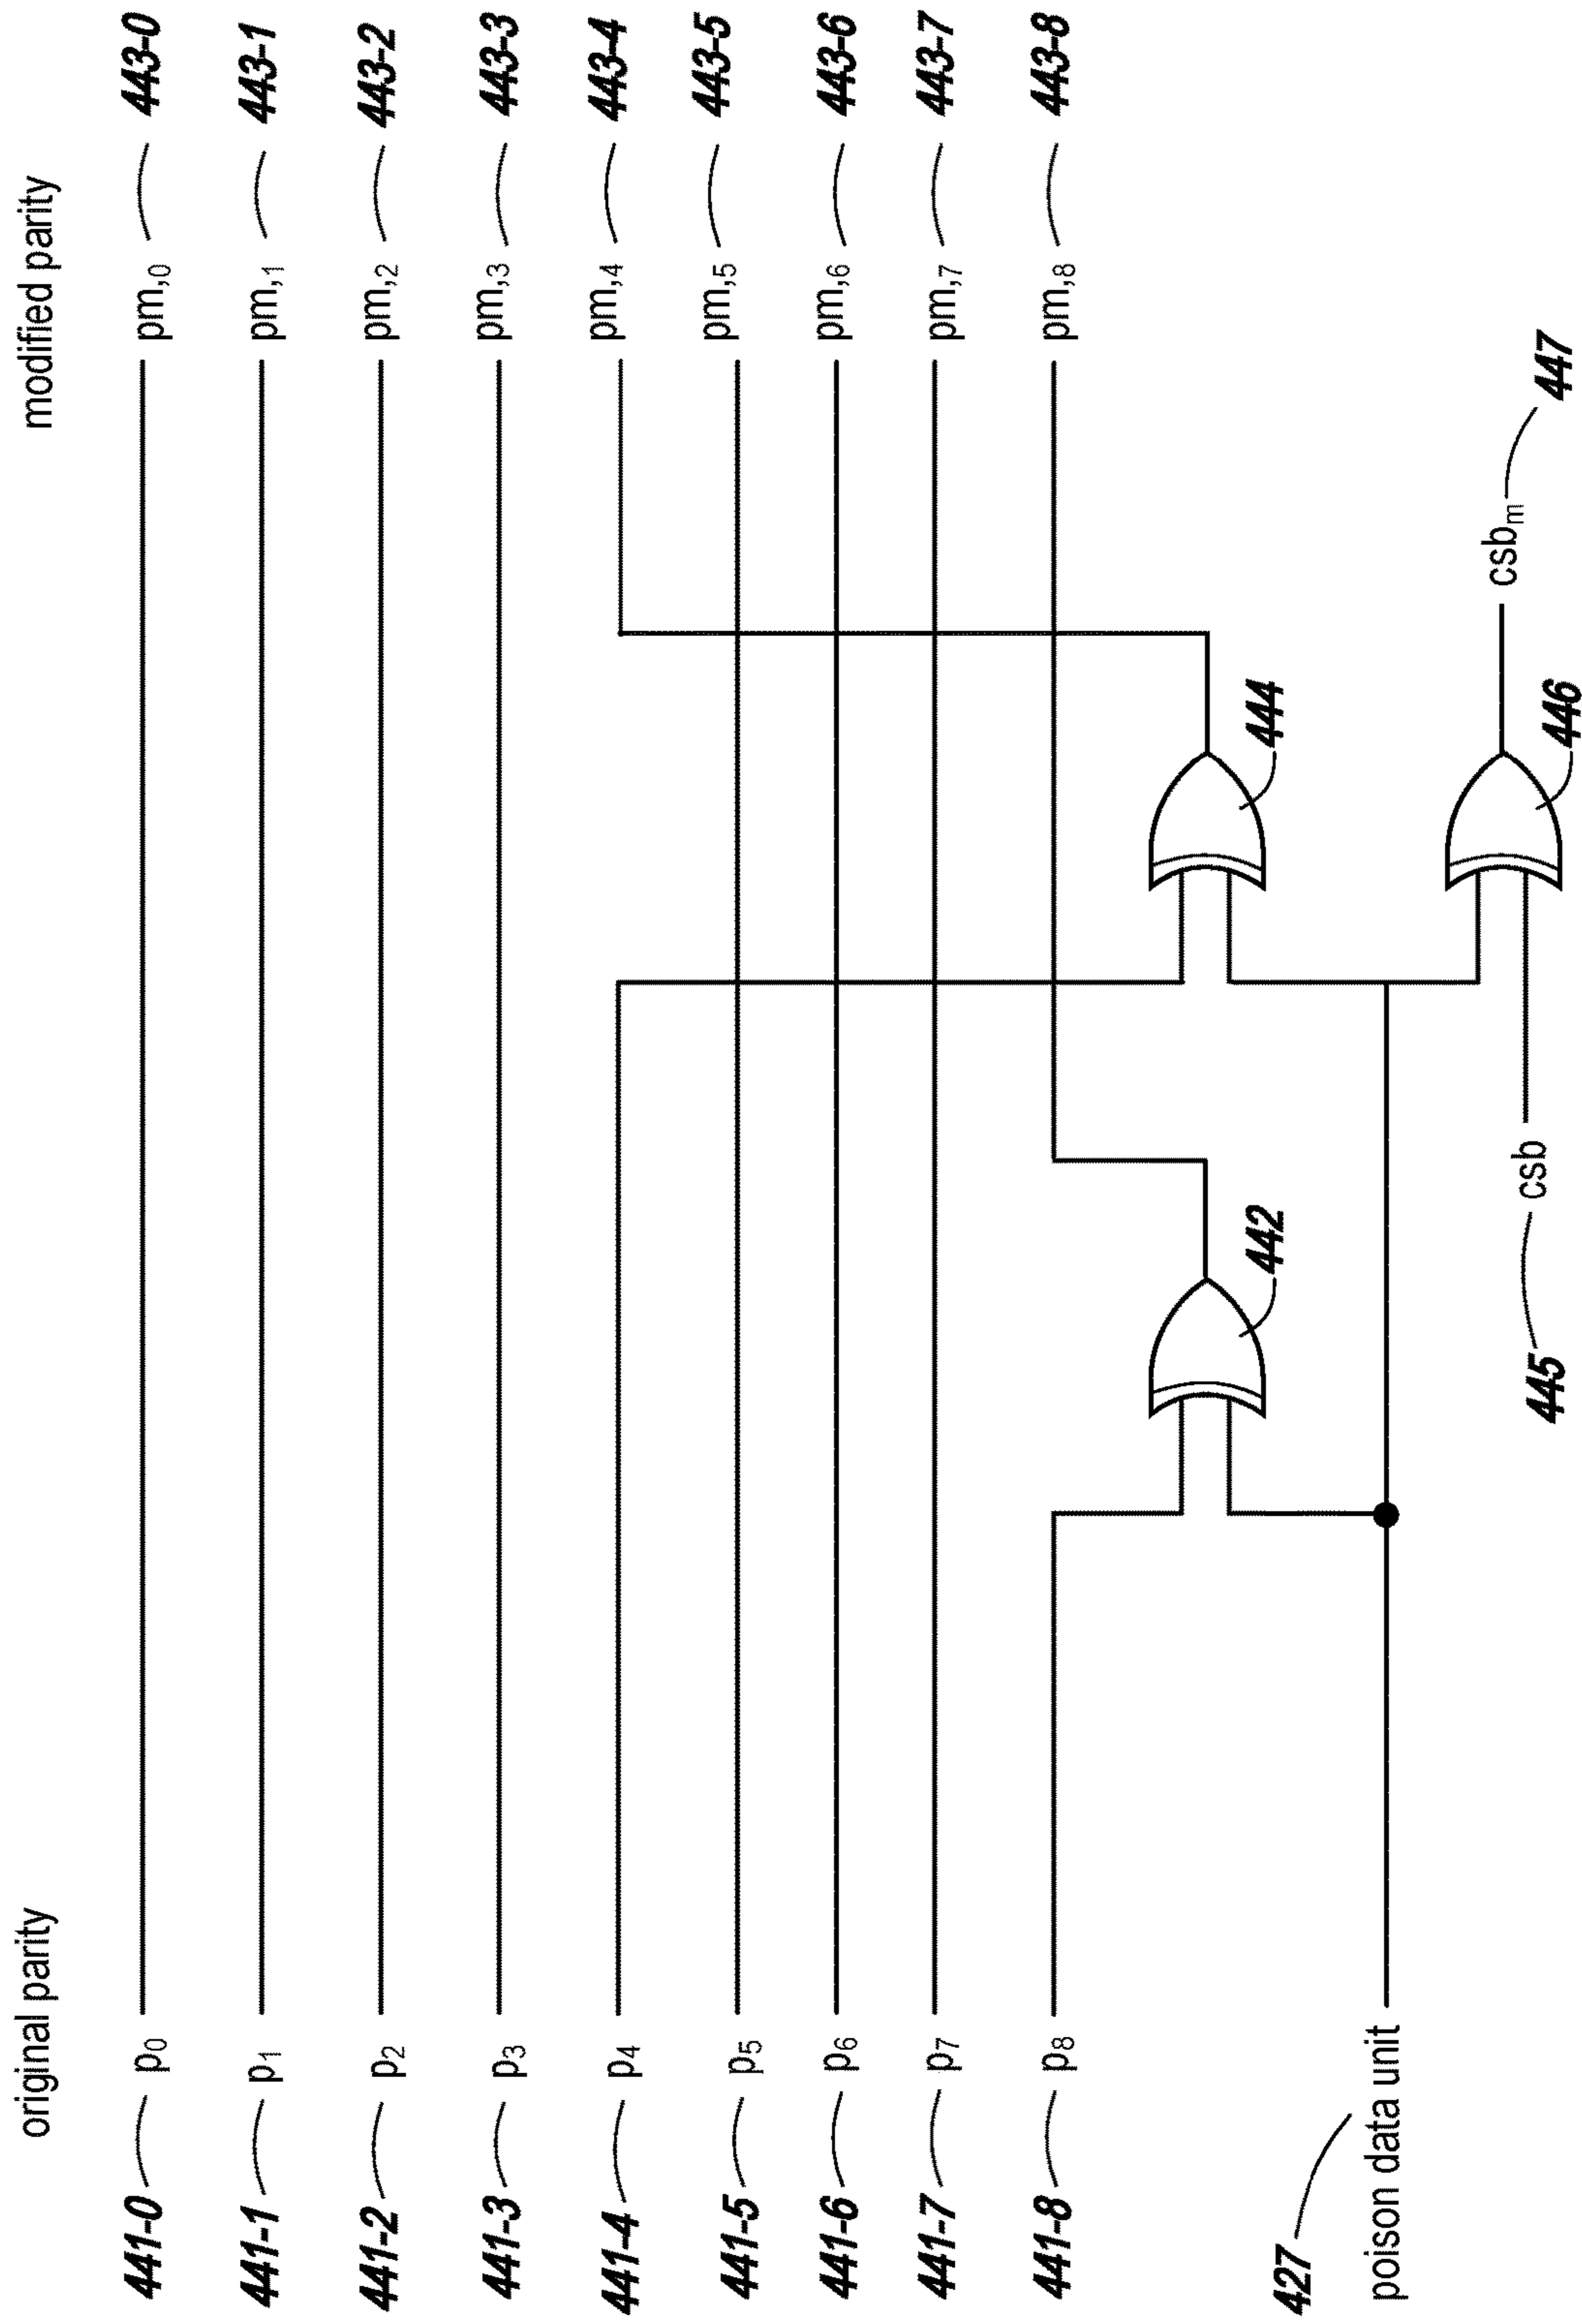 original parity modified parity
441-0 p0 pm,0 443-0
441-1 p1 pm,1 443-1
441-2 p2 pm,2 443-2
441-3 p3 pm,3 443-3
441-4 p4 pm,4 443-4
441-5 p5 pm,5 443-5
441-6 p6 pm,6 443-6
441-7 p7 pm,7 443-7
441-8 p8 pm,8 443-8
442 444
427
poison data unit
csbm 447
445 csb 446